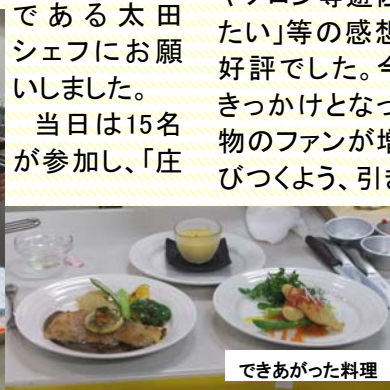 である太田
シェフにお願
いしました。
当日は15名
が参加し、「庄
たい」等の感想
好評でした。今
きっかけとなっ
物のファンが増
びつくよう、引き
できあがった料理